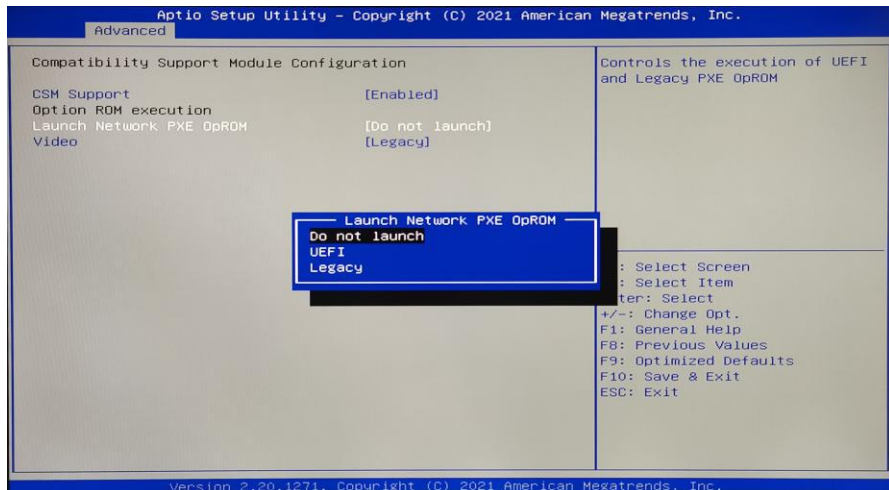 Aptio Setup Utility – Copyright (C) 2021 American Megatrends, Inc.
Advanced
Compatibility Support Module Configuration
CSM Support [Enabled]
Option ROM execution
Launch Network PXE OpROM [Do not launch]
Video [Legacy]
Controls the execution of UEFI
and Legacy PXE OpROM
Launch Network PXE OpROM
Do not launch
UEFI
Legacy
: Select Screen
: Select Item
ter: Select
+/-: Change Opt.
F1: General Help
F8: Previous Values
F9: Optimized Defaults
F10: Save & Exit
ESC: Exit
Version 2.20.1271. Copyright (C) 2021 American Megatrends, Inc.